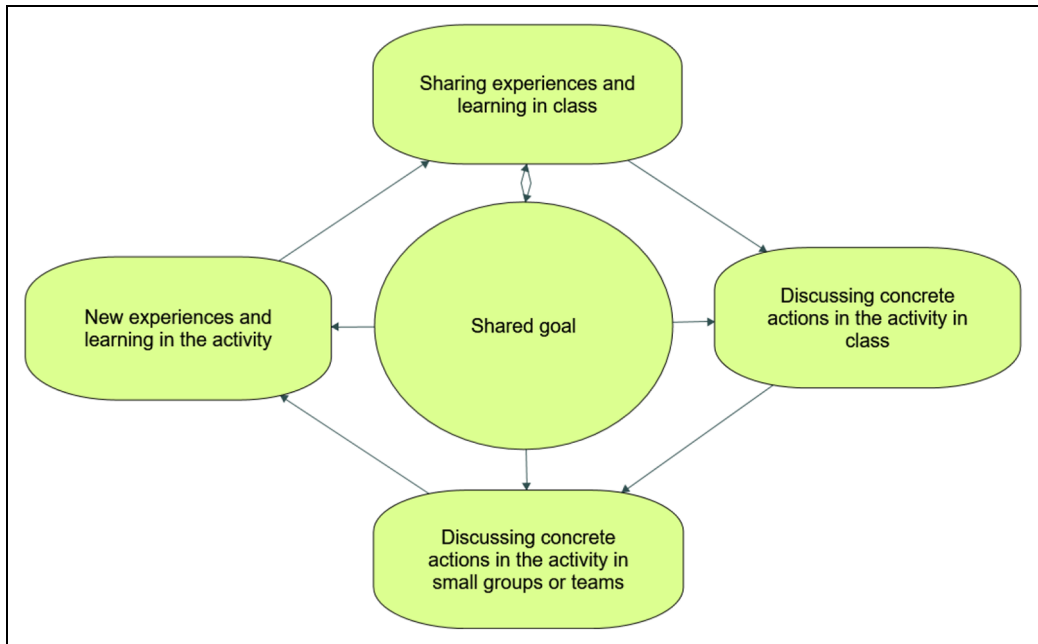 Sharing experiences and
learning in class
New experiences and
learning in the activity
Shared goal
Discussing concrete
actions in the activity in
class
Discussing concrete
actions in the activity in
small groups or teams